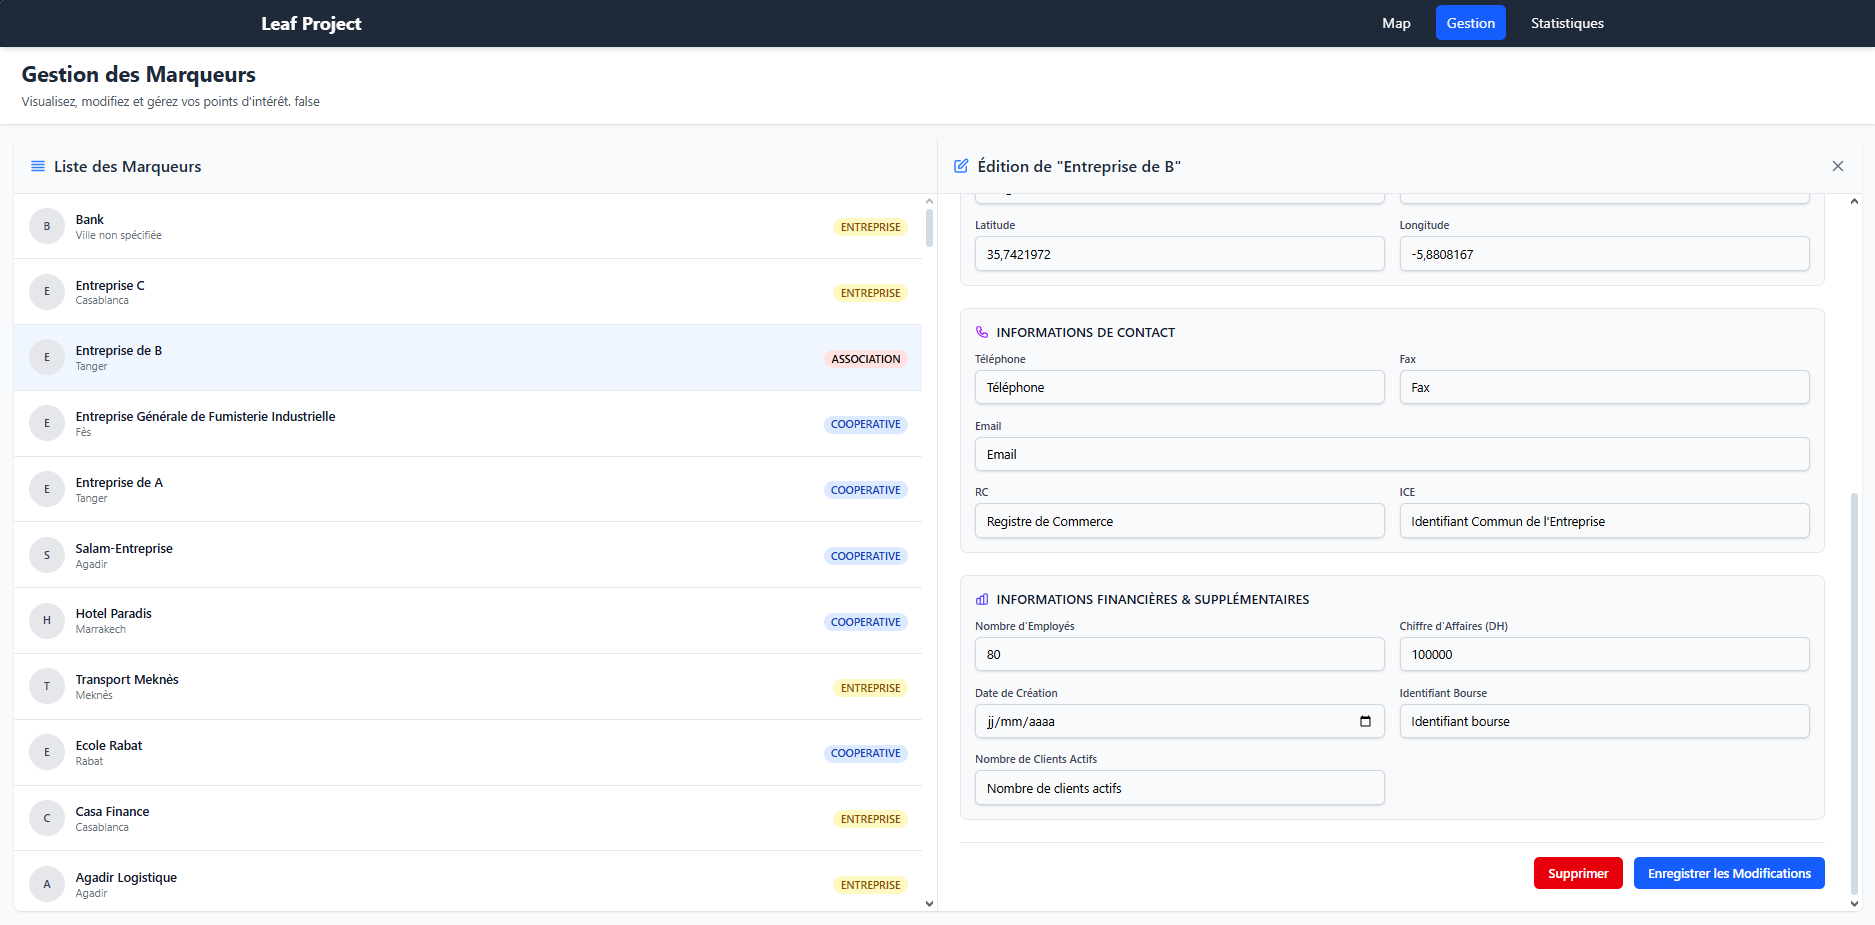 Leaf Project
Map
Gestion
Statistiques
Gestion des Marqueurs
Visualisez, modifiez et gérez vos points d'intérêt. false
Liste des Marqueurs
B
Bank
Ville non spécifiée
ENTREPRISE
E
Entreprise C
Casablanca
ENTREPRISE
E
Entreprise de B
Tanger
ASSOCIATION
E
Entreprise Générale de Fumisterie Industrielle
Fès
COOPERATIVE
E
Entreprise de A
Tanger
COOPERATIVE
S
Salam-Entreprise
Agadir
COOPERATIVE
H
Hotel Paradis
Marrakech
COOPERATIVE
T
Transport Meknès
Meknès
ENTREPRISE
E
Ecole Rabat
Rabat
COOPERATIVE
C
Casa Finance
Casablanca
ENTREPRISE
A
Agadir Logistique
Agadir
ENTREPRISE
Édition de "Entreprise de B"
Latitude
Longitude
35,7421972
-5,8808167
INFORMATIONS DE CONTACT
Téléphone
Fax
Téléphone
Fax
Email
Email
RC
ICE
Registre de Commerce
Identifiant Commun de l'Entreprise
INFORMATIONS FINANCIÈRES & SUPPLÉMENTAIRES
Nombre d'Employés
Chiffre d'Affaires (DH)
80
100000
Date de Création
Identifiant Bourse
jj/mm/aaaa
Identifiant bourse
Nombre de Clients Actifs
Nombre de clients actifs
Supprimer
Enregistrer les Modifications